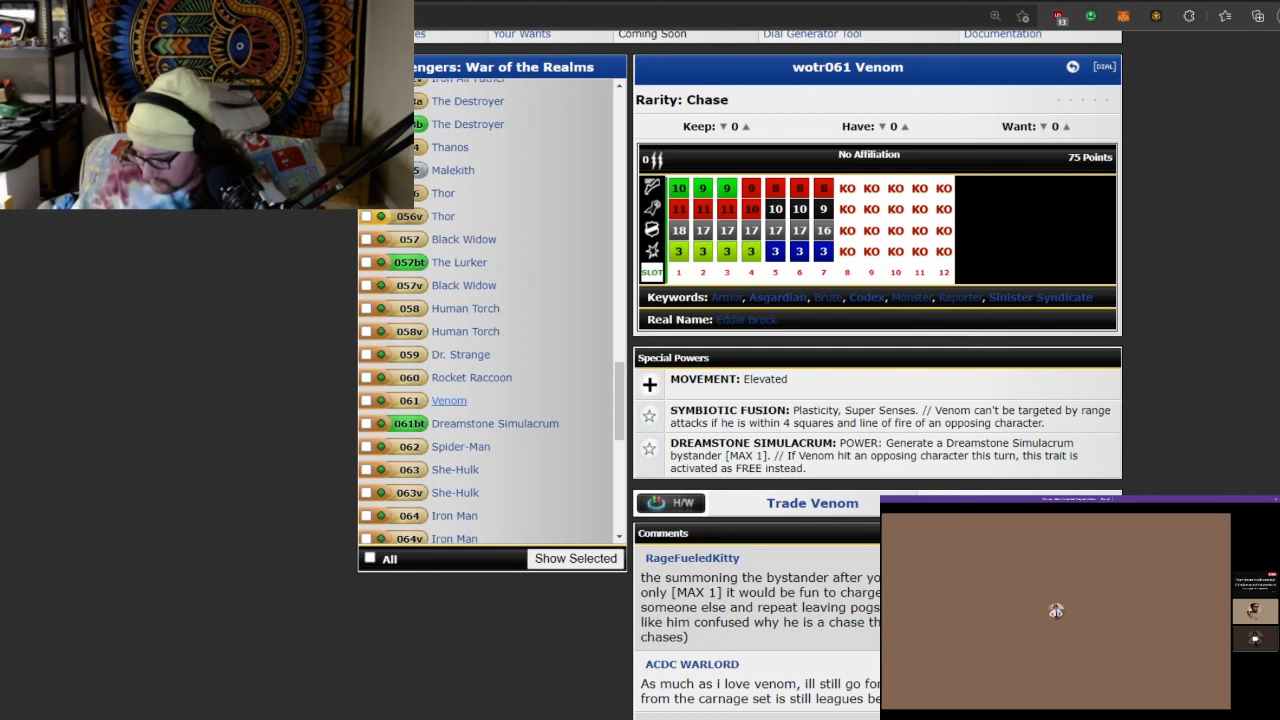 Your Wants
Coming Soon
Dial Generator Tool
Documentation
engers: War of the Realms
The Destroyer
The Destroyer
Thanos
Malekith
Thor
056v Thor
057 Black Widow
057bt The Lurker
057v Black Widow
058 Human Torch
058v Human Torch
059 Dr. Strange
060 Rocket Raccoon
061 Venom
061bt Dreamstone Simulacrum
062 Spider-Man
063 She-Hulk
063v She-Hulk
064 Iron Man
064v Iron Man
All
Show Selected
wotr061 Venom
[DIAL]
Rarity: Chase
Keep: ▼ 0 ▲ Have: ▼ 0 ▲ Want: ▼ 0 ▲
0 No Affiliation 75 Points
10 9 9 9 8 8 8 KO KO KO KO KO
11 11 11 10 10 10 9 KO KO KO KO KO
18 17 17 17 17 17 16 KO KO KO KO KO
3 3 3 3 3 3 3 KO KO KO KO KO
SLOT 1 2 3 4 5 6 7 8 9 10 11 12
Keywords: Armor, Asgardian, Brute, Codex, Monster, Reporter, Sinister Syndicate
Real Name: Eddie Brock
Special Powers
MOVEMENT: Elevated
SYMBIOTIC FUSION: Plasticity, Super Senses. // Venom can't be targeted by range
attacks if he is within 4 squares and line of fire of an opposing character.
DREAMSTONE SIMULACRUM: POWER: Generate a Dreamstone Simulacrum
bystander [MAX 1]. // If Venom hit an opposing character this turn, this trait is
activated as FREE instead.
H/W
Trade Venom
Comments
RageFueledKitty
the summoning the bystander after yo
only [MAX 1] it would be fun to charge
someone else and repeat leaving pogs
like him confused why he is a chase th
chases)
ACDC WARLORD
As much as i love venom, ill still go for
from the carnage set is still leagues be
13